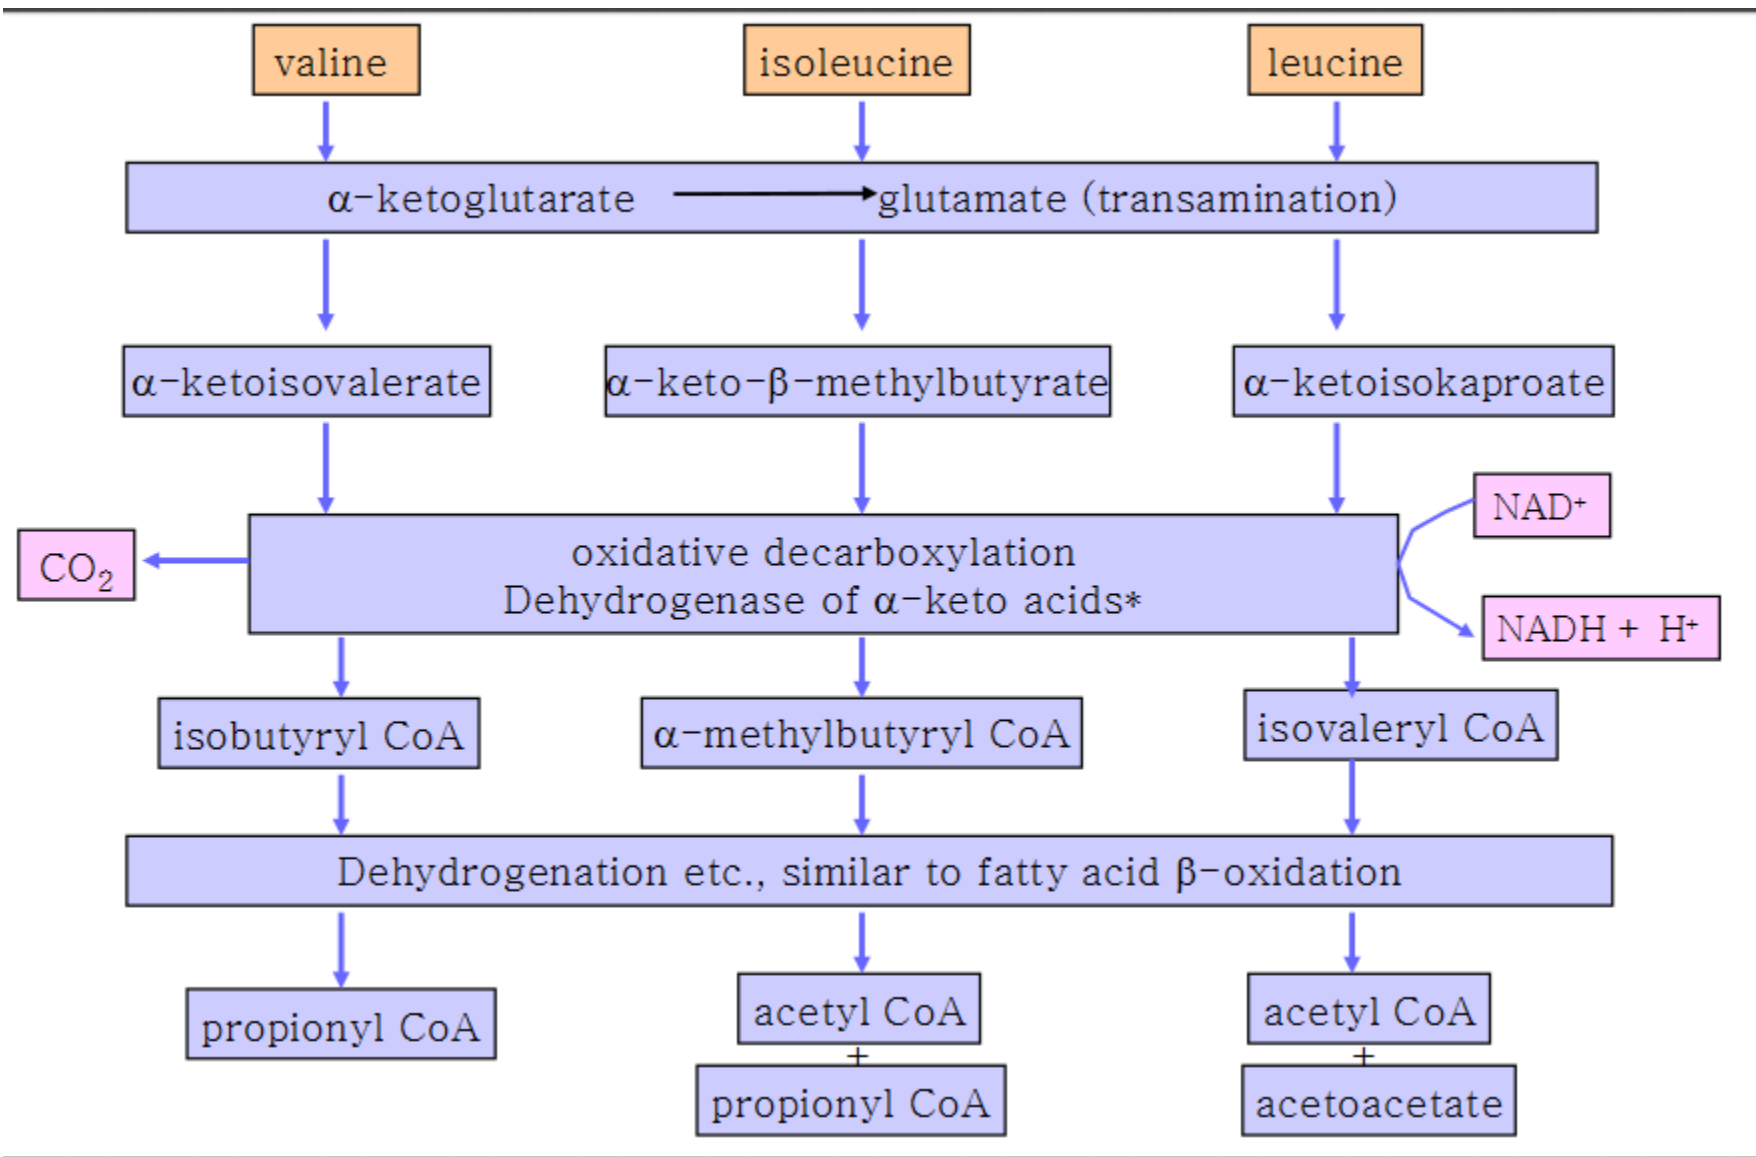 valine
isoleucine
leucine
α-ketoglutarate glutamate (transamination)
α-ketoisovalerate
α-keto-β-methylbutyrate
α-ketoisokaproate
NAD⁺
CO₂
oxidative decarboxylation
Dehydrogenase of α-keto acids*
NADH + H⁺
isobutyryl CoA
α-methylbutyryl CoA
isovaleryl CoA
Dehydrogenation etc., similar to fatty acid β-oxidation
propionyl CoA
acetyl CoA
+
propionyl CoA
acetyl CoA
+
acetoacetate